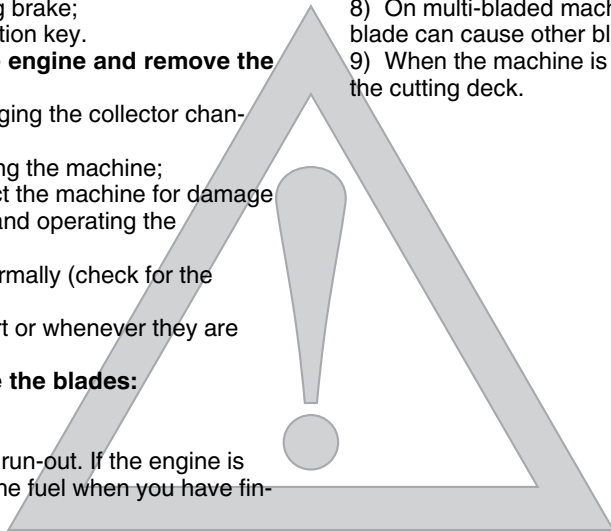 g brake;
tion key.
engine and remove the
ging the collector chan-
ng the machine;
ct the machine for damage
and operating the
rmally (check for the
rt or whenever they are
e the blades:
run-out. If the engine is
ne fuel when you have fin-
8) On multi-bladed mach
blade can cause other bl
9) When the machine is
the cutting deck.